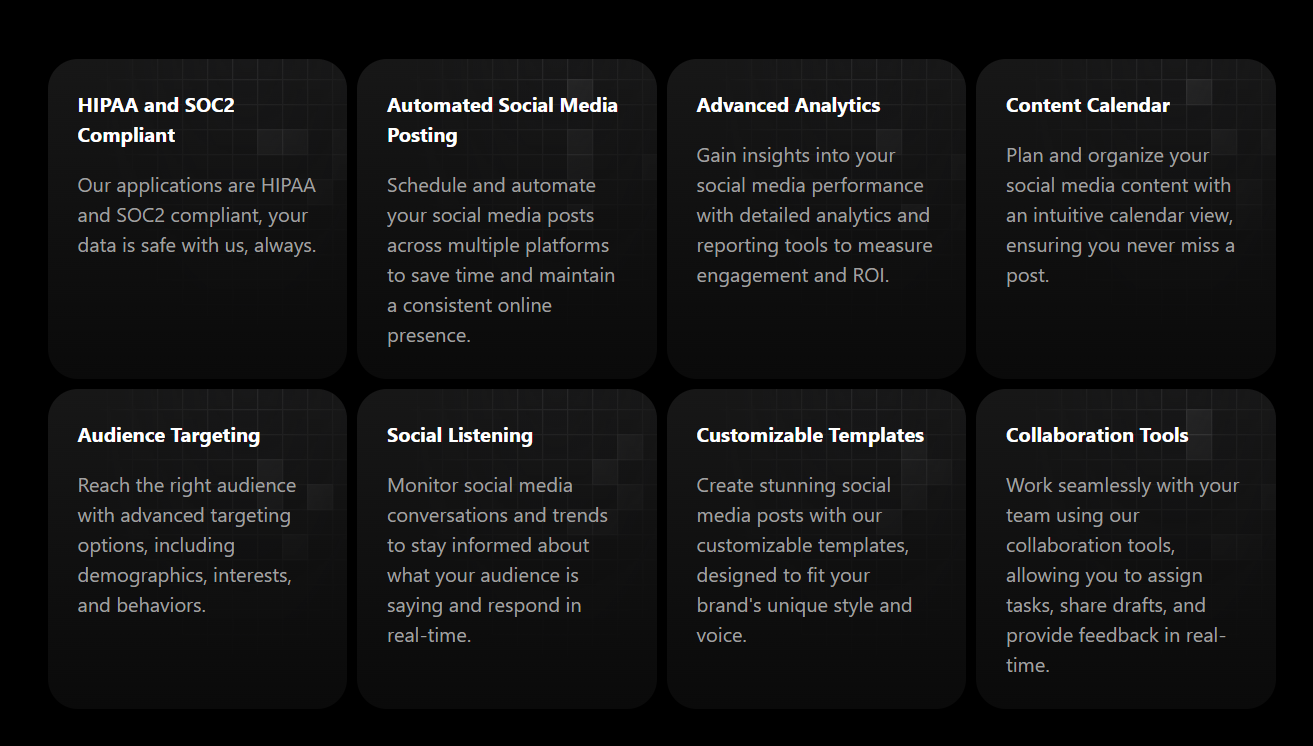 HIPAA and SOC2
Compliant
Our applications are HIPAA
and SOC2 compliant, your
data is safe with us, always.
Automated Social Media
Posting
Schedule and automate
your social media posts
across multiple platforms
to save time and maintain
a consistent online
presence.
Advanced Analytics
Gain insights into your
social media performance
with detailed analytics and
reporting tools to measure
engagement and ROI.
Content Calendar
Plan and organize your
social media content with
an intuitive calendar view,
ensuring you never miss a
post.
Audience Targeting
Reach the right audience
with advanced targeting
options, including
demographics, interests,
and behaviors.
Social Listening
Monitor social media
conversations and trends
to stay informed about
what your audience is
saying and respond in
real-time.
Customizable Templates
Create stunning social
media posts with our
customizable templates,
designed to fit your
brand's unique style and
voice.
Collaboration Tools
Work seamlessly with your
team using our
collaboration tools,
allowing you to assign
tasks, share drafts, and
provide feedback in real-
time.